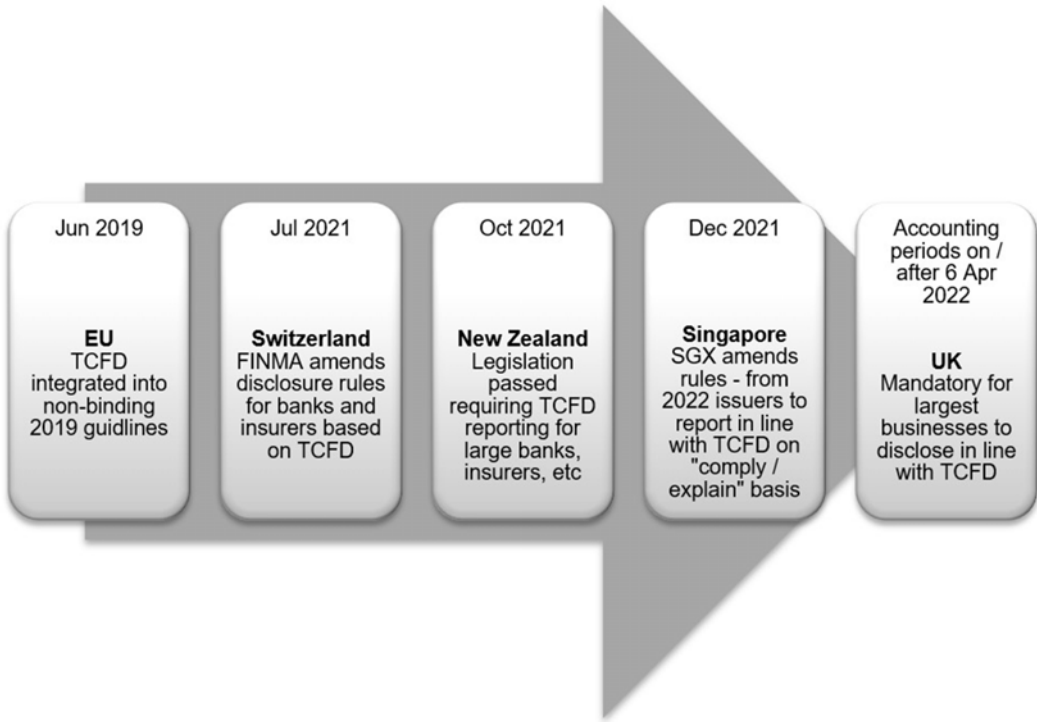 Jun 2019
EU
TCFD
integrated into
non-binding
2019 guidlines
Jul 2021
Switzerland
FINMA amends
disclosure rules
for banks and
insurers based
on TCFD
Oct 2021
New Zealand
Legislation
passed
requiring TCFD
reporting for
large banks,
insurers, etc
Dec 2021
Singapore
SGX amends
rules - from
2022 issuers to
report in line
with TCFD on
"comply /
explain" basis
Accounting
periods on /
after 6 Apr
2022
UK
Mandatory for
largest
businesses to
disclose in line
with TCFD